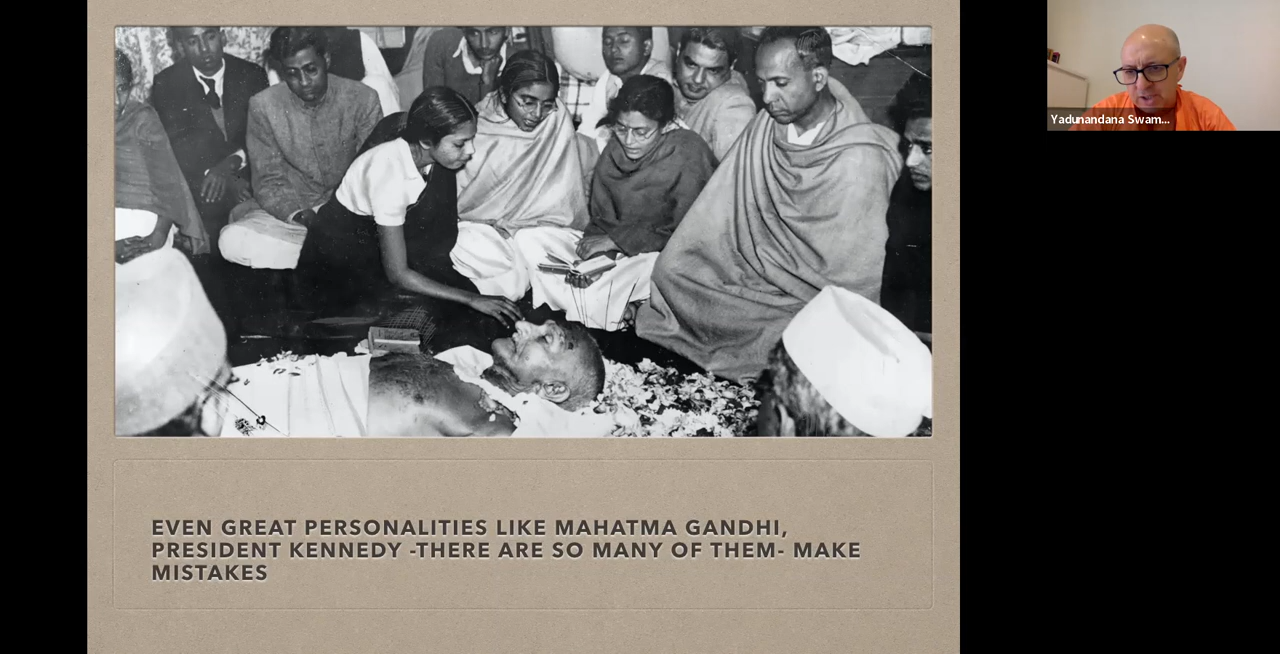 EVEN GREAT PERSONALITIES LIKE MAHATMA GANDHI,
PRESIDENT KENNEDY -THERE ARE SO MANY OF THEM- MAKE
MISTAKES
Yadunandana Swam...